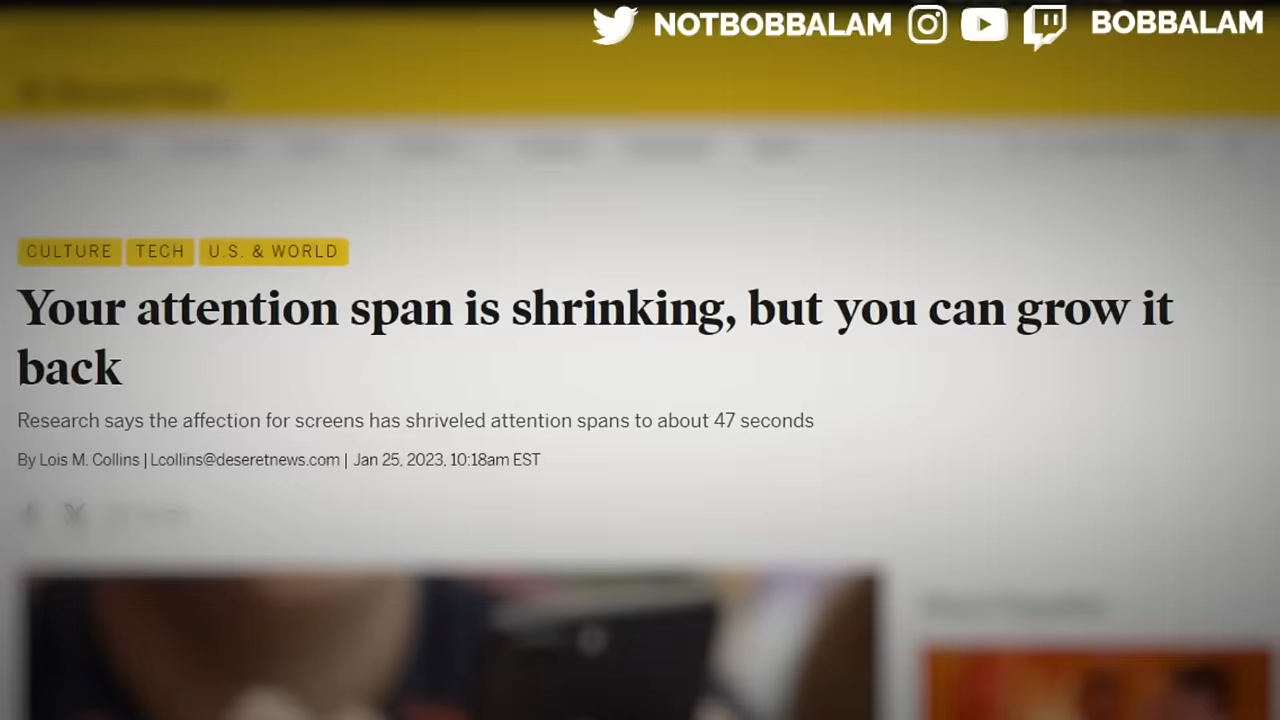 NOTBOBBALAM BOBBALAM
CULTURE TECH U.S. & WORLD
Your attention span is shrinking, but you can grow it
back
Research says the affection for screens has shriveled attention spans to about 47 seconds
By Lois M. Collins | Lcollins@deseretnews.com | Jan 25, 2023, 10:18am EST